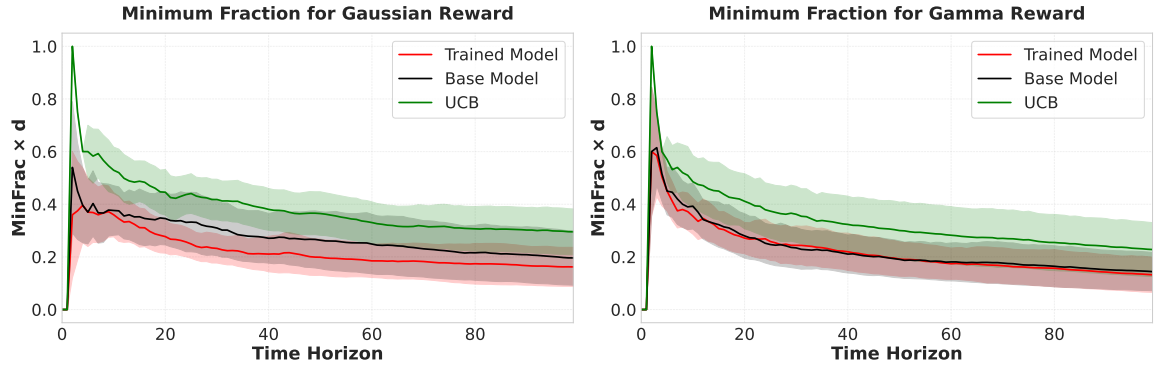 Minimum Fraction for Gaussian Reward
MinFrac × d
1.0
0.8
0.6
0.4
0.2
0.0
0
20
40
60
80
Time Horizon
Trained Model
Base Model
UCB
Minimum Fraction for Gamma Reward
MinFrac × d
1.0
0.8
0.6
0.4
0.2
0.0
0
20
40
60
80
Time Horizon
Trained Model
Base Model
UCB